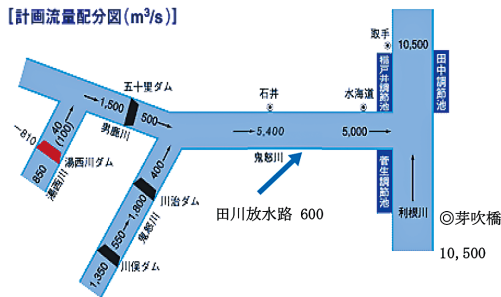 【計画流量配分図(m³/s)】
取手
10,500
稲戸井調節池
田中調節池
五十里ダム
→1,500
500→
男鹿川
石井
水海道
40
(100)
-810
湯西川ダム
850
湯西川
→5,400
5,000→
鬼怒川
400
川治ダム
→1,800
550
鬼怒川
1,350
川俣ダム
菅生調節池
利根川
田川放水路 600
◎芽吹橋
10,500